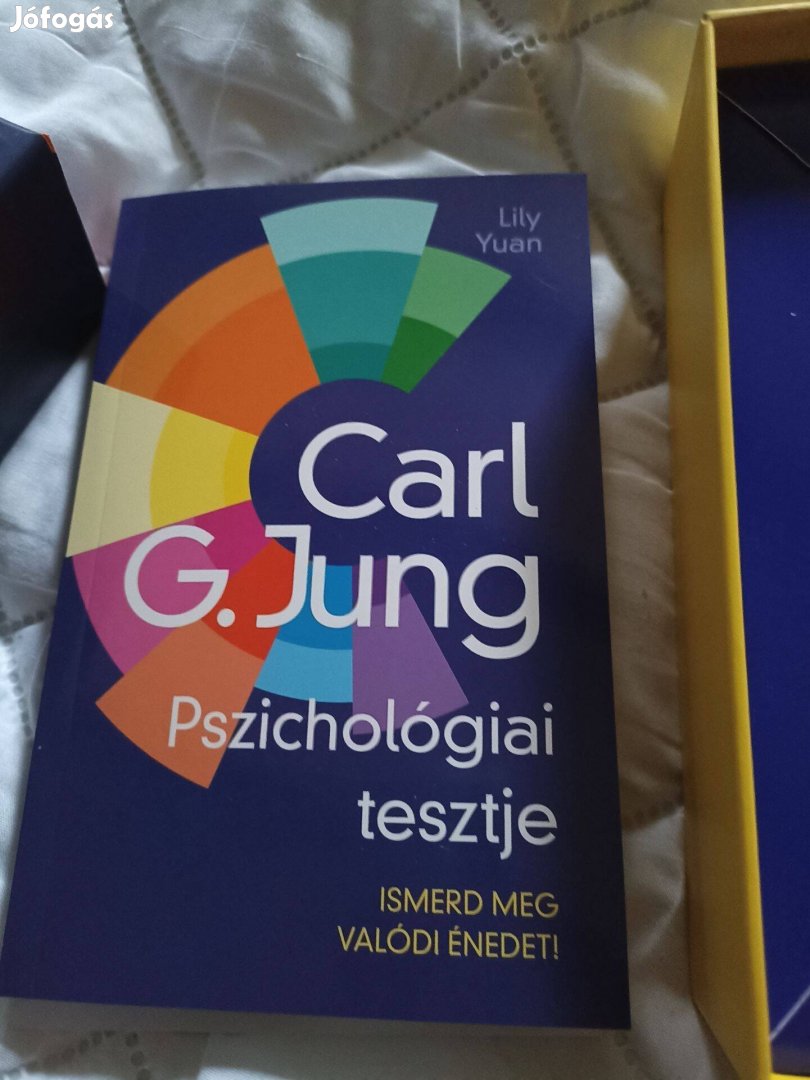 Jófogás
Lily
Yuan
Carl
G. Jung
Pszichológiai
tesztje
ISMERD MEG
VALÓDI ÉNEDET!